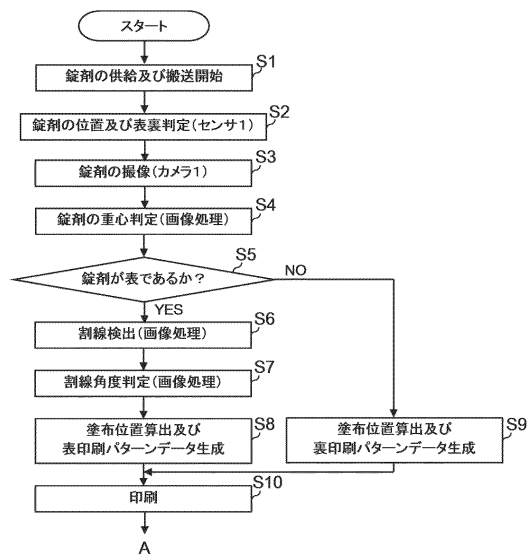 スタート
S1
錠剤の供給及び搬送開始
S2
錠剤の位置及び表裏判定(センサ1)
S3
錠剤の撮像(カメラ1)
S4
錠剤の重心判定(画像処理)
S5
錠剤が表であるか?
NO
YES
S6
割線検出(画像処理)
S7
割線角度判定(画像処理)
S8
塗布位置算出及び
表印刷パターンデータ生成
S9
塗布位置算出及び
裏印刷パターンデータ生成
S10
印刷
A